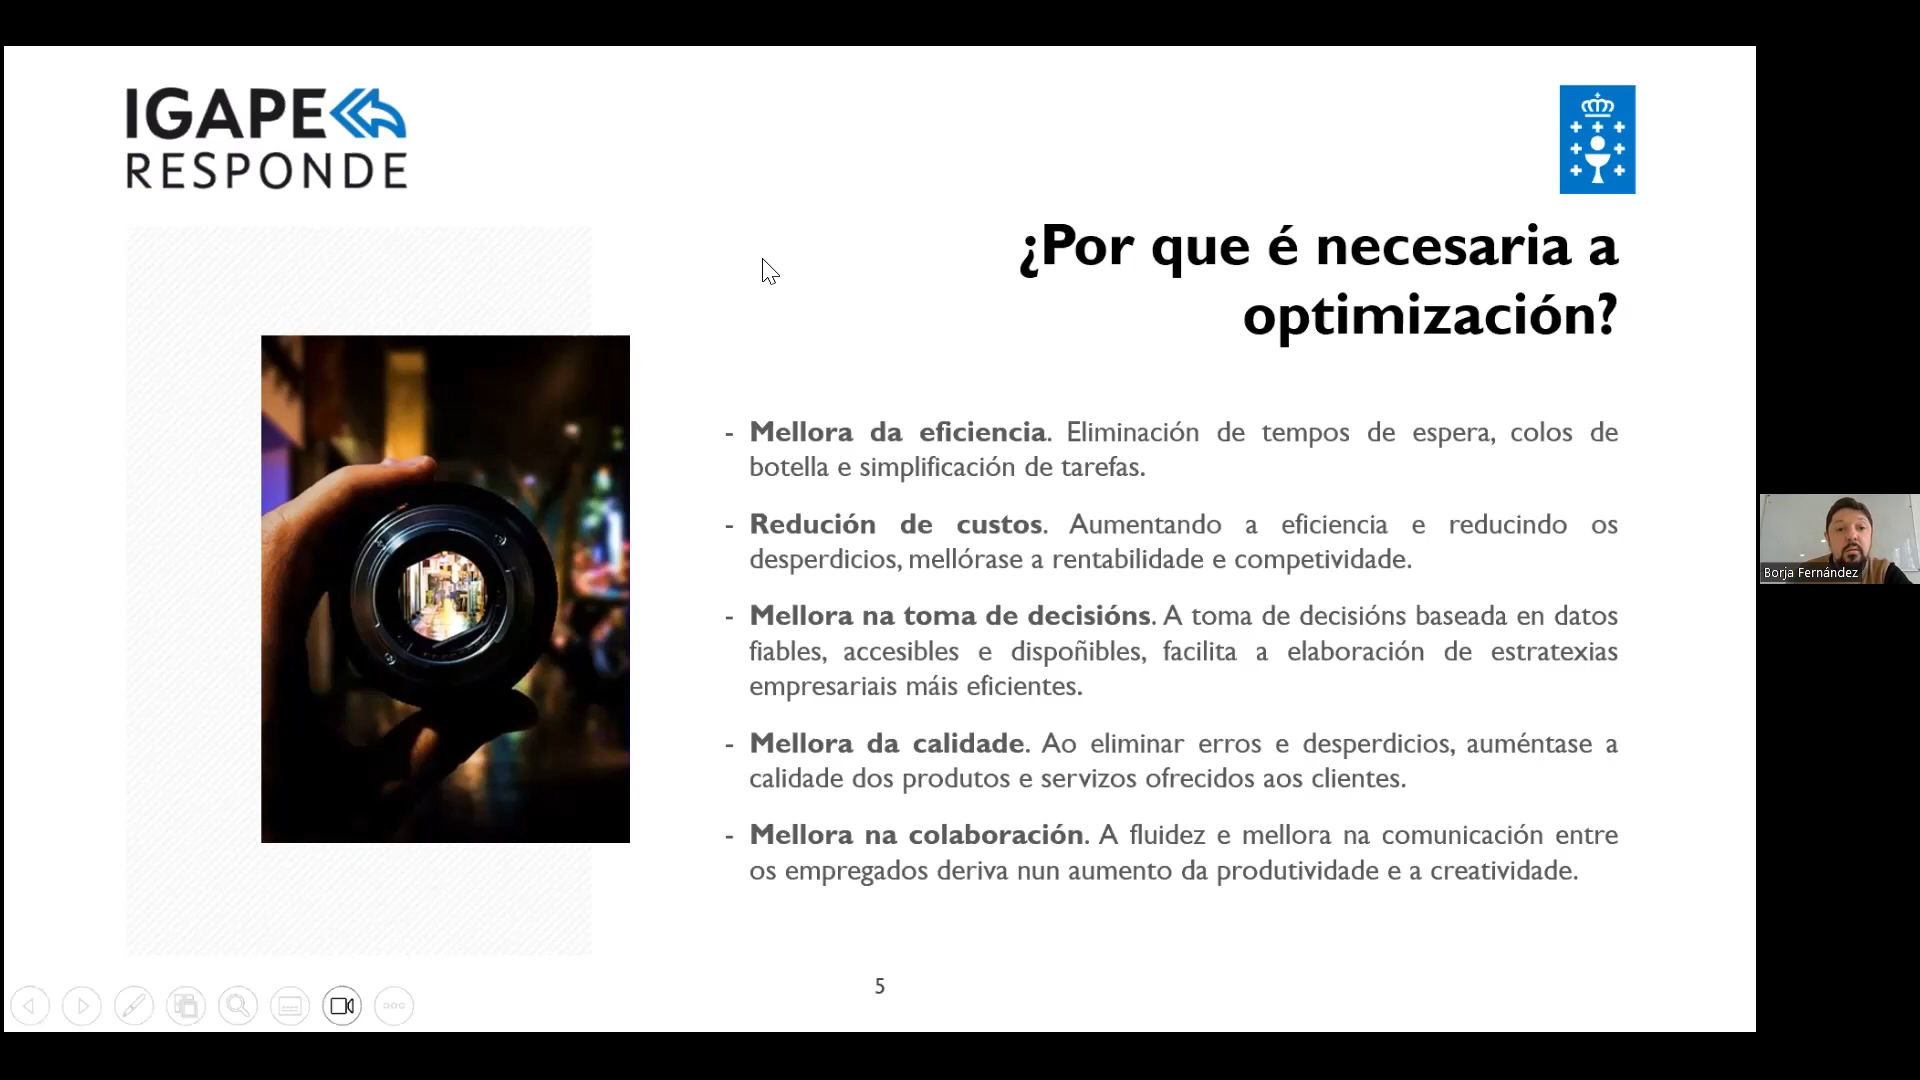 IGAPE
RESPONDE
¿Por que é necesaria a
optimización?
- Mellora da eficiencia. Eliminación de tempos de espera, colos de
botella e simplificación de tarefas.
- Redución de custos. Aumentando a eficiencia e reducindo os
desperdicios, mellórase a rentabilidade e competividade.
- Mellora na toma de decisións. A toma de decisións baseada en datos
fiables, accesibles e dispoñibles, facilita a elaboración de estratexias
empresariais máis eficientes.
- Mellora da calidade. Ao eliminar erros e desperdicios, auméntase a
calidade dos produtos e servizos ofrecidos aos clientes.
- Mellora na colaboración. A fluidez e mellora na comunicación entre
os empregados deriva nun aumento da produtividade e a creatividade.
5
Borja Fernández